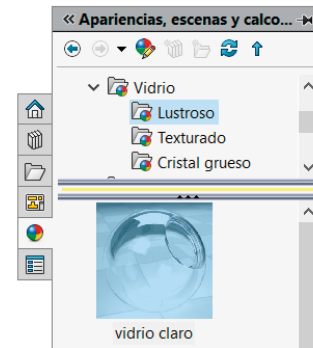 « Apariencias, escenas y calco...
Vidrio
Lustroso
Texturado
Cristal grueso
vidrio claro